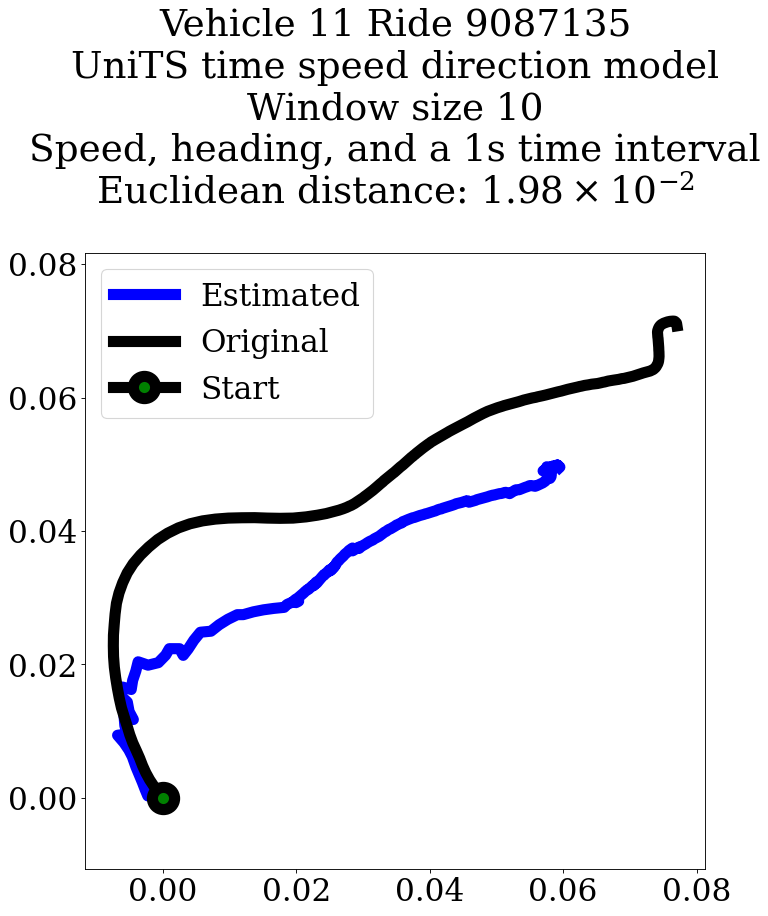 Vehicle 11 Ride 9087135
UniTS time speed direction model
Window size 10
Speed, heading, and a 1s time interval
Euclidean distance: 1.98 × 10⁻²
0.08
0.06
0.04
0.02
0.00
Estimated
Original
Start
0.00 0.02 0.04 0.06 0.08